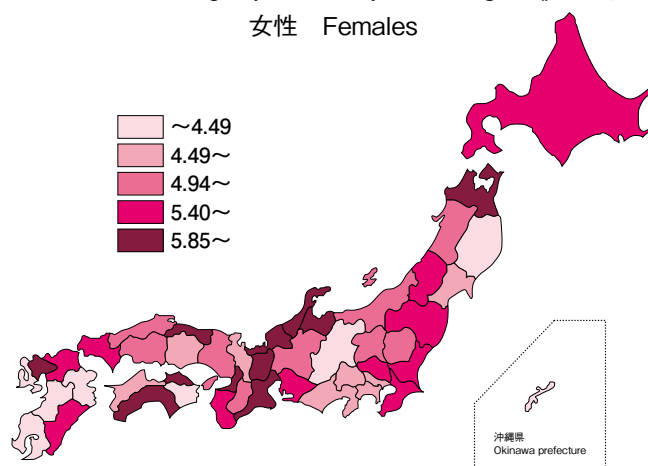 女性 Females
～4.49
4.49～
4.94～
5.40～
5.85～
沖縄県
Okinawa prefecture